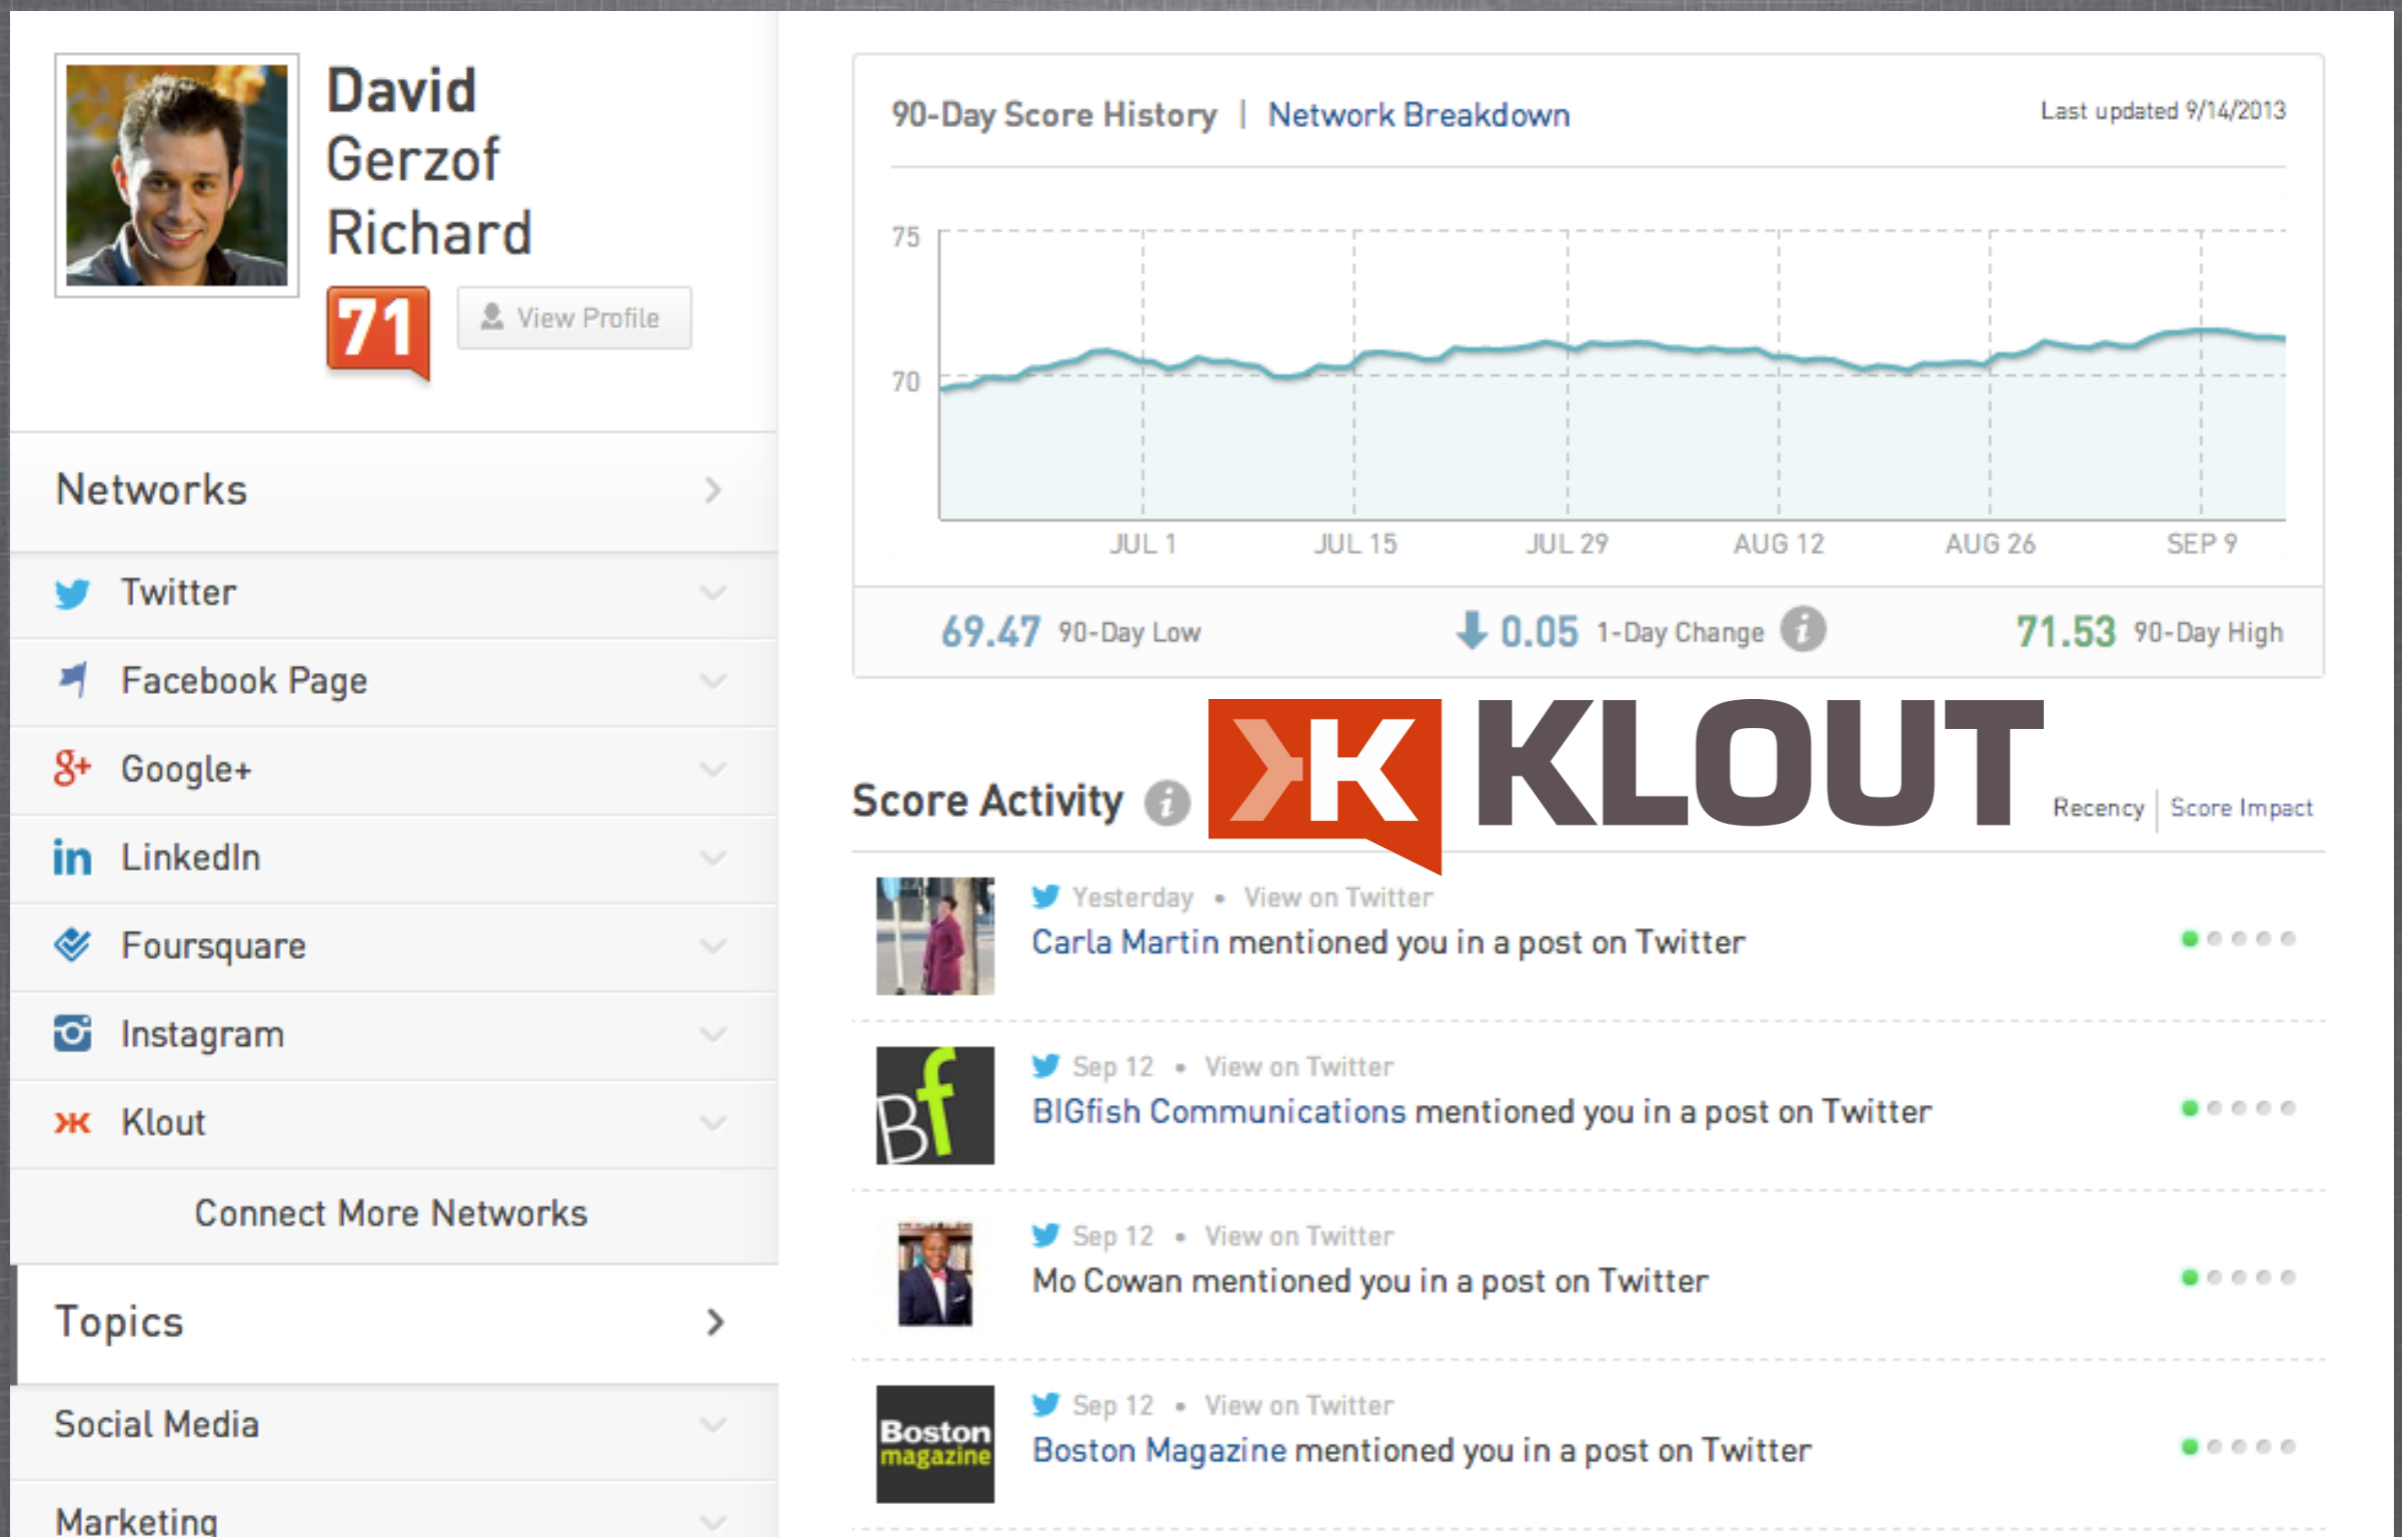 David
Gerzof
Richard
71
View Profile
Networks
Twitter
Facebook Page
g+ Google+
in LinkedIn
Foursquare
Instagram
Klout
Connect More Networks
Topics
Social Media
Marketing
90-Day Score History | Network Breakdown
Last updated 9/14/2013
75
70
JUL 1 JUL 15 JUL 29 AUG 12 AUG 26 SEP 9
69.47 90-Day Low 0.05 1-Day Change i 71.53 90-Day High
K KLOUT
Score Activity i
Recency | Score Impact
Yesterday • View on Twitter
Carla Martin mentioned you in a post on Twitter
Bf
Sep 12 • View on Twitter
BIGfish Communications mentioned you in a post on Twitter
Sep 12 • View on Twitter
Mo Cowan mentioned you in a post on Twitter
Boston
magazine
Sep 12 • View on Twitter
Boston Magazine mentioned you in a post on Twitter